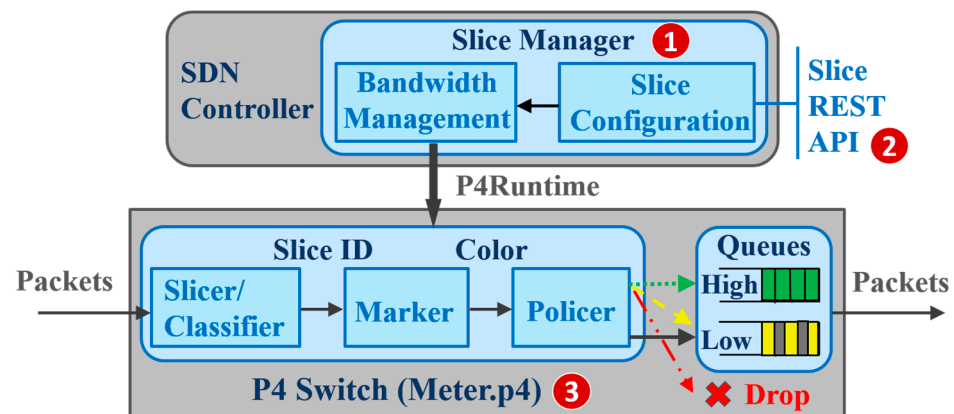 Slice Manager 1
SDN
Controller
Bandwidth
Management
Slice
Configuration
Slice
REST
API 2
P4Runtime
Packets
Slice ID
Color
Slicer/
Classifier
Marker
Policer
Queues
High
Low
Packets
Drop
P4 Switch (Meter.p4) 3